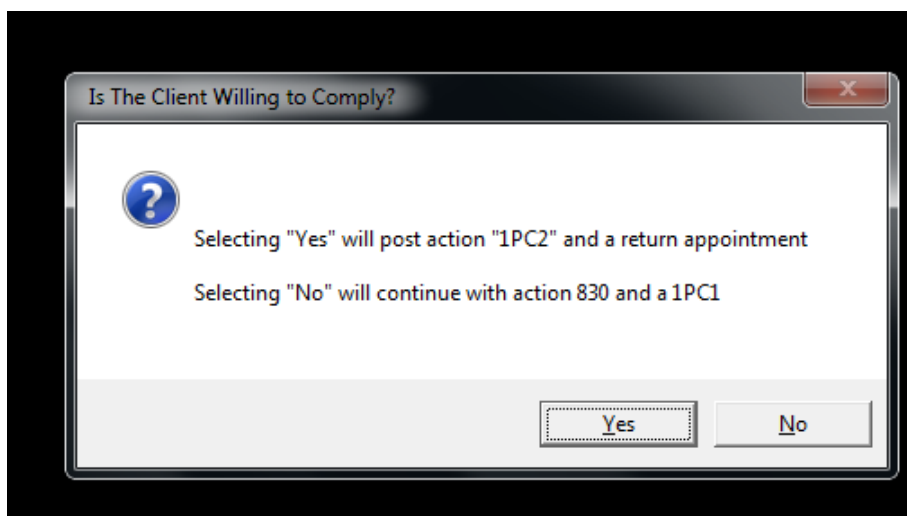 Is The Client Willing to Comply?
Selecting "Yes" will post action "1PC2" and a return appointment
Selecting "No" will continue with action 830 and a 1PC1
Yes
No